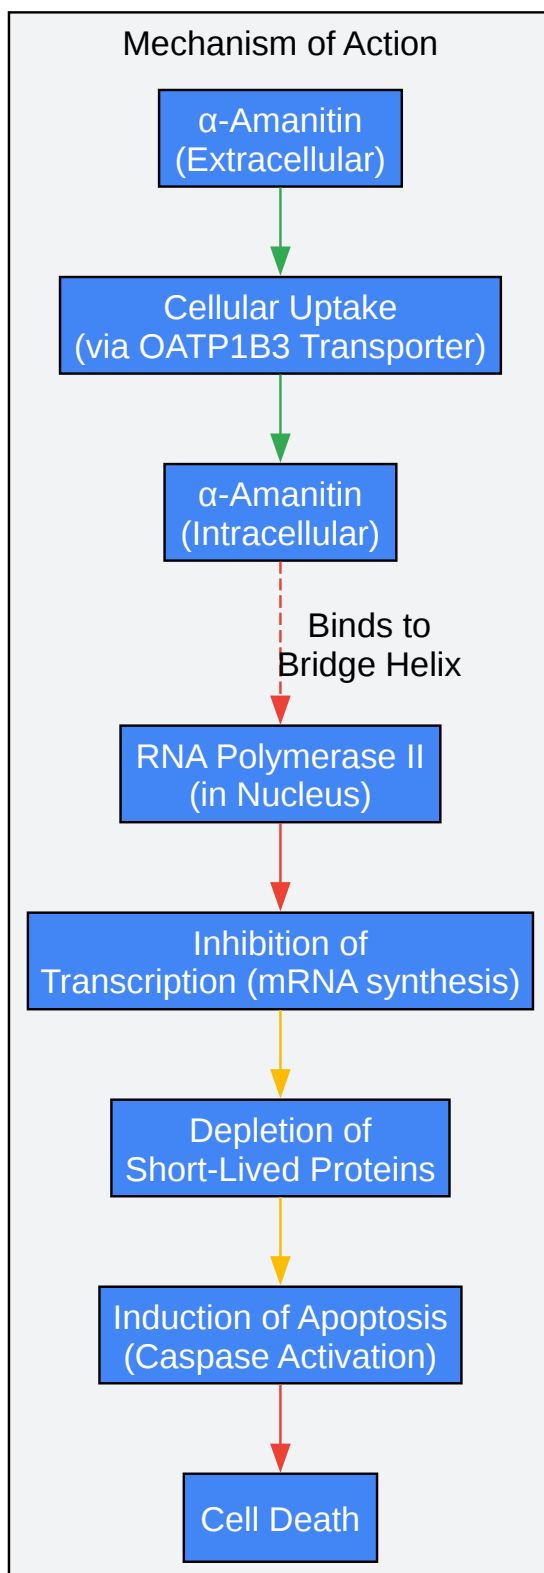 Mechanism of Action
α-Amanitin
(Extracellular)
Cellular Uptake
(via OATP1B3 Transporter)
α-Amanitin
(Intracellular)
Binds to
Bridge Helix
RNA Polymerase II
(in Nucleus)
Inhibition of
Transcription (mRNA synthesis)
Depletion of
Short-Lived Proteins
Induction of Apoptosis
(Caspase Activation)
Cell Death